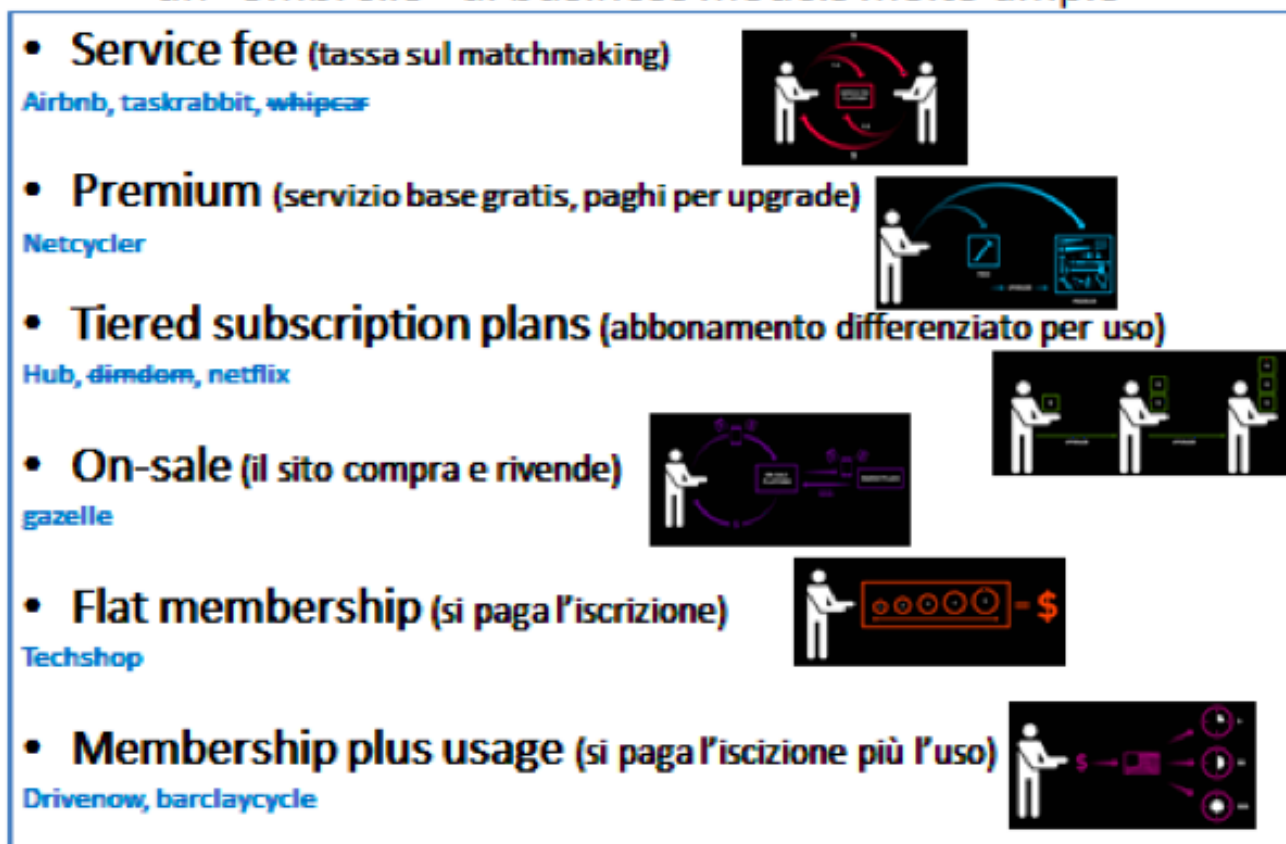 • Service fee (tassa sul matchmaking)
Airbnb, taskrabbit, whipcar
• Premium (servizio base gratis, paghi per upgrade)
Netcycler
• Tiered subscription plans (abbonamento differenziato per uso)
Hub, dimdom, netflix
• On-sale (il sito compra e rivende)
gazelle
• Flat membership (si paga l'iscrizione)
= $
Techshop
• Membership plus usage (si paga l'iscizione più l'uso)
$
Drivenow, barclaycycle